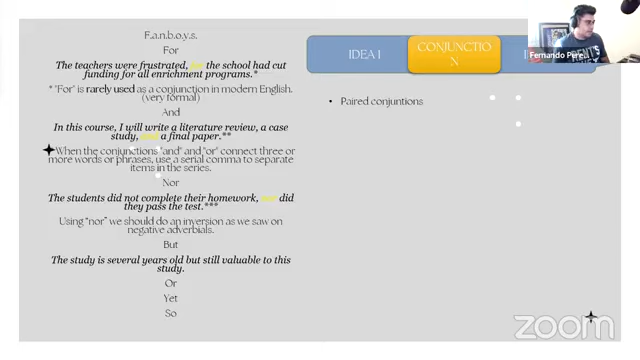 F.a.n.b.o.y.s.
For
The teachers were frustrated, for the school had cut
funding for all enrichment programs.*
* "For" is rarely used as a conjunction in modern English.
(very formal)
And
In this course, I will write a literature review, a case
study, and a final paper.**
When the conjunctions "and" and "or" connect three or
more words or phrases, use a serial comma to separate
items in the series.
Nor
The students did not complete their homework, nor did
they pass the test.***
Using "nor" we should do an inversion as we saw on
negative adverbials.
But
The study is several years old but still valuable to this
study.
Or
Yet
So
IDEA 1
CONJUNCTIO
N
Fernando Pere
• Paired conjuntions
zoom